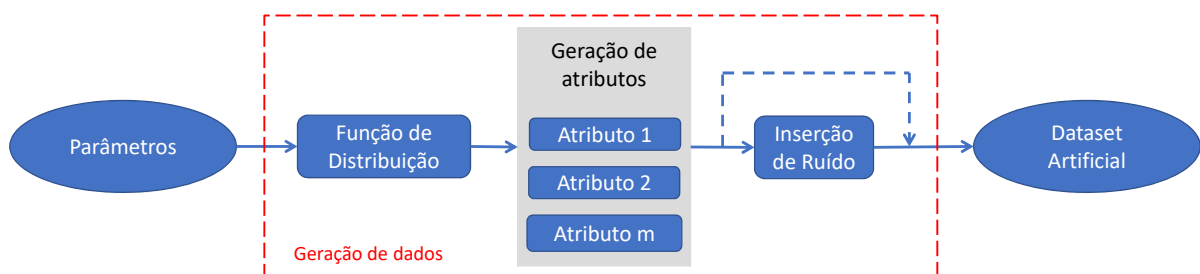 Parâmetros
Função de
Distribuição
Geração de
atributos
Atributo 1
Atributo 2
Atributo m
Inserção
de Ruído
Dataset
Artificial
Geração de dados